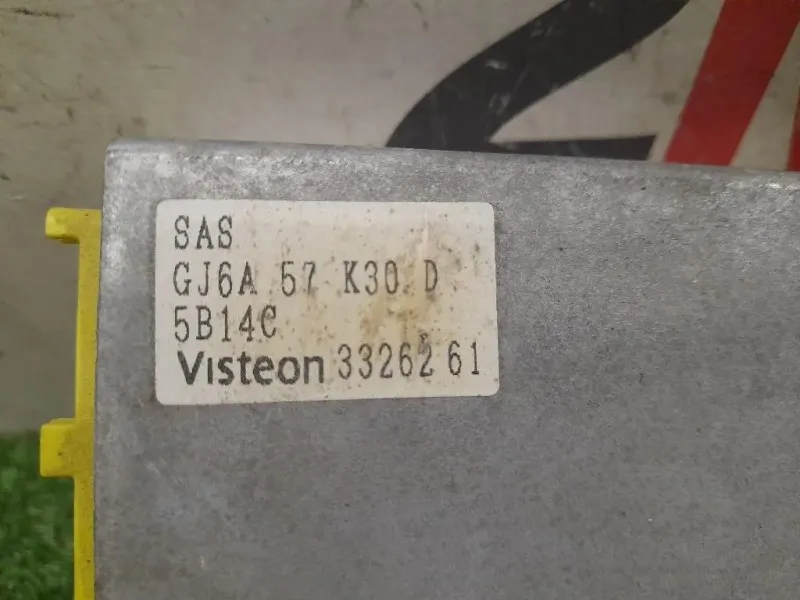 SAS
GJ6A 57 K30 D
5B14C
Visteon 33262 61